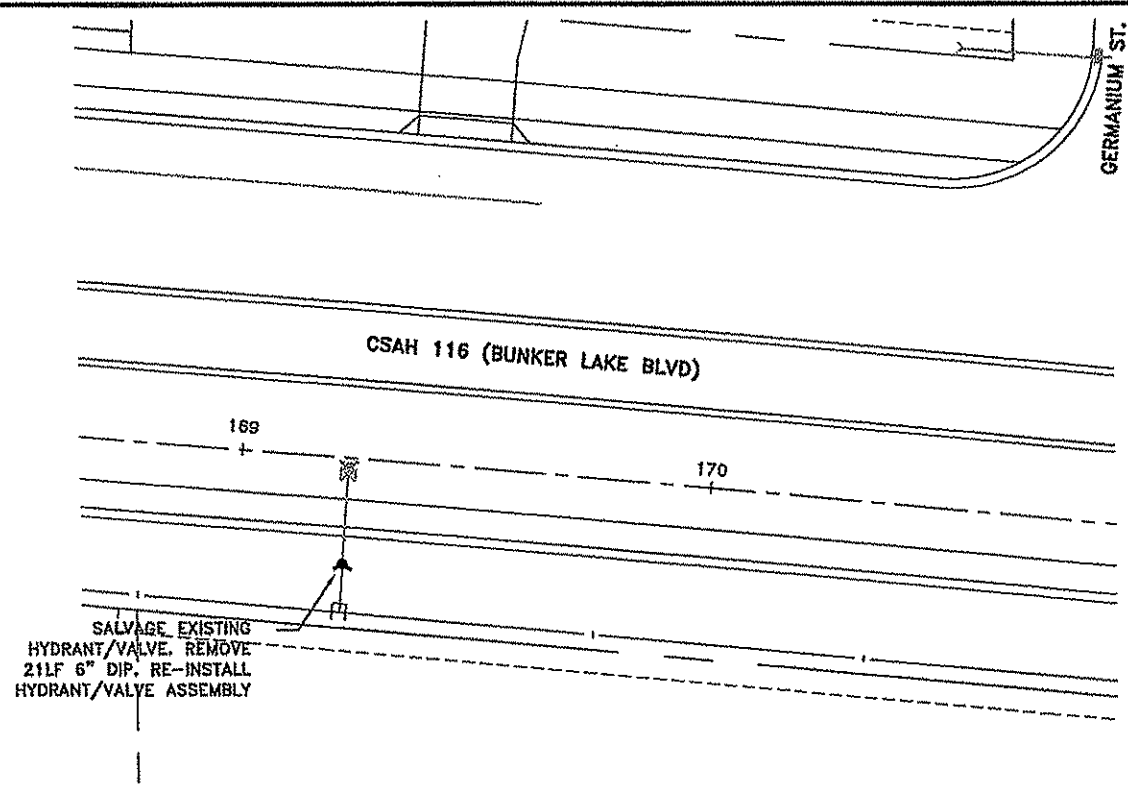 GERMANIUM ST.
CSAH 116 (BUNKER LAKE BLVD)
169
170
SALVAGE EXISTING
HYDRANT/VALVE. REMOVE
21LF 6" DIP. RE-INSTALL
HYDRANT/VALVE ASSEMBLY